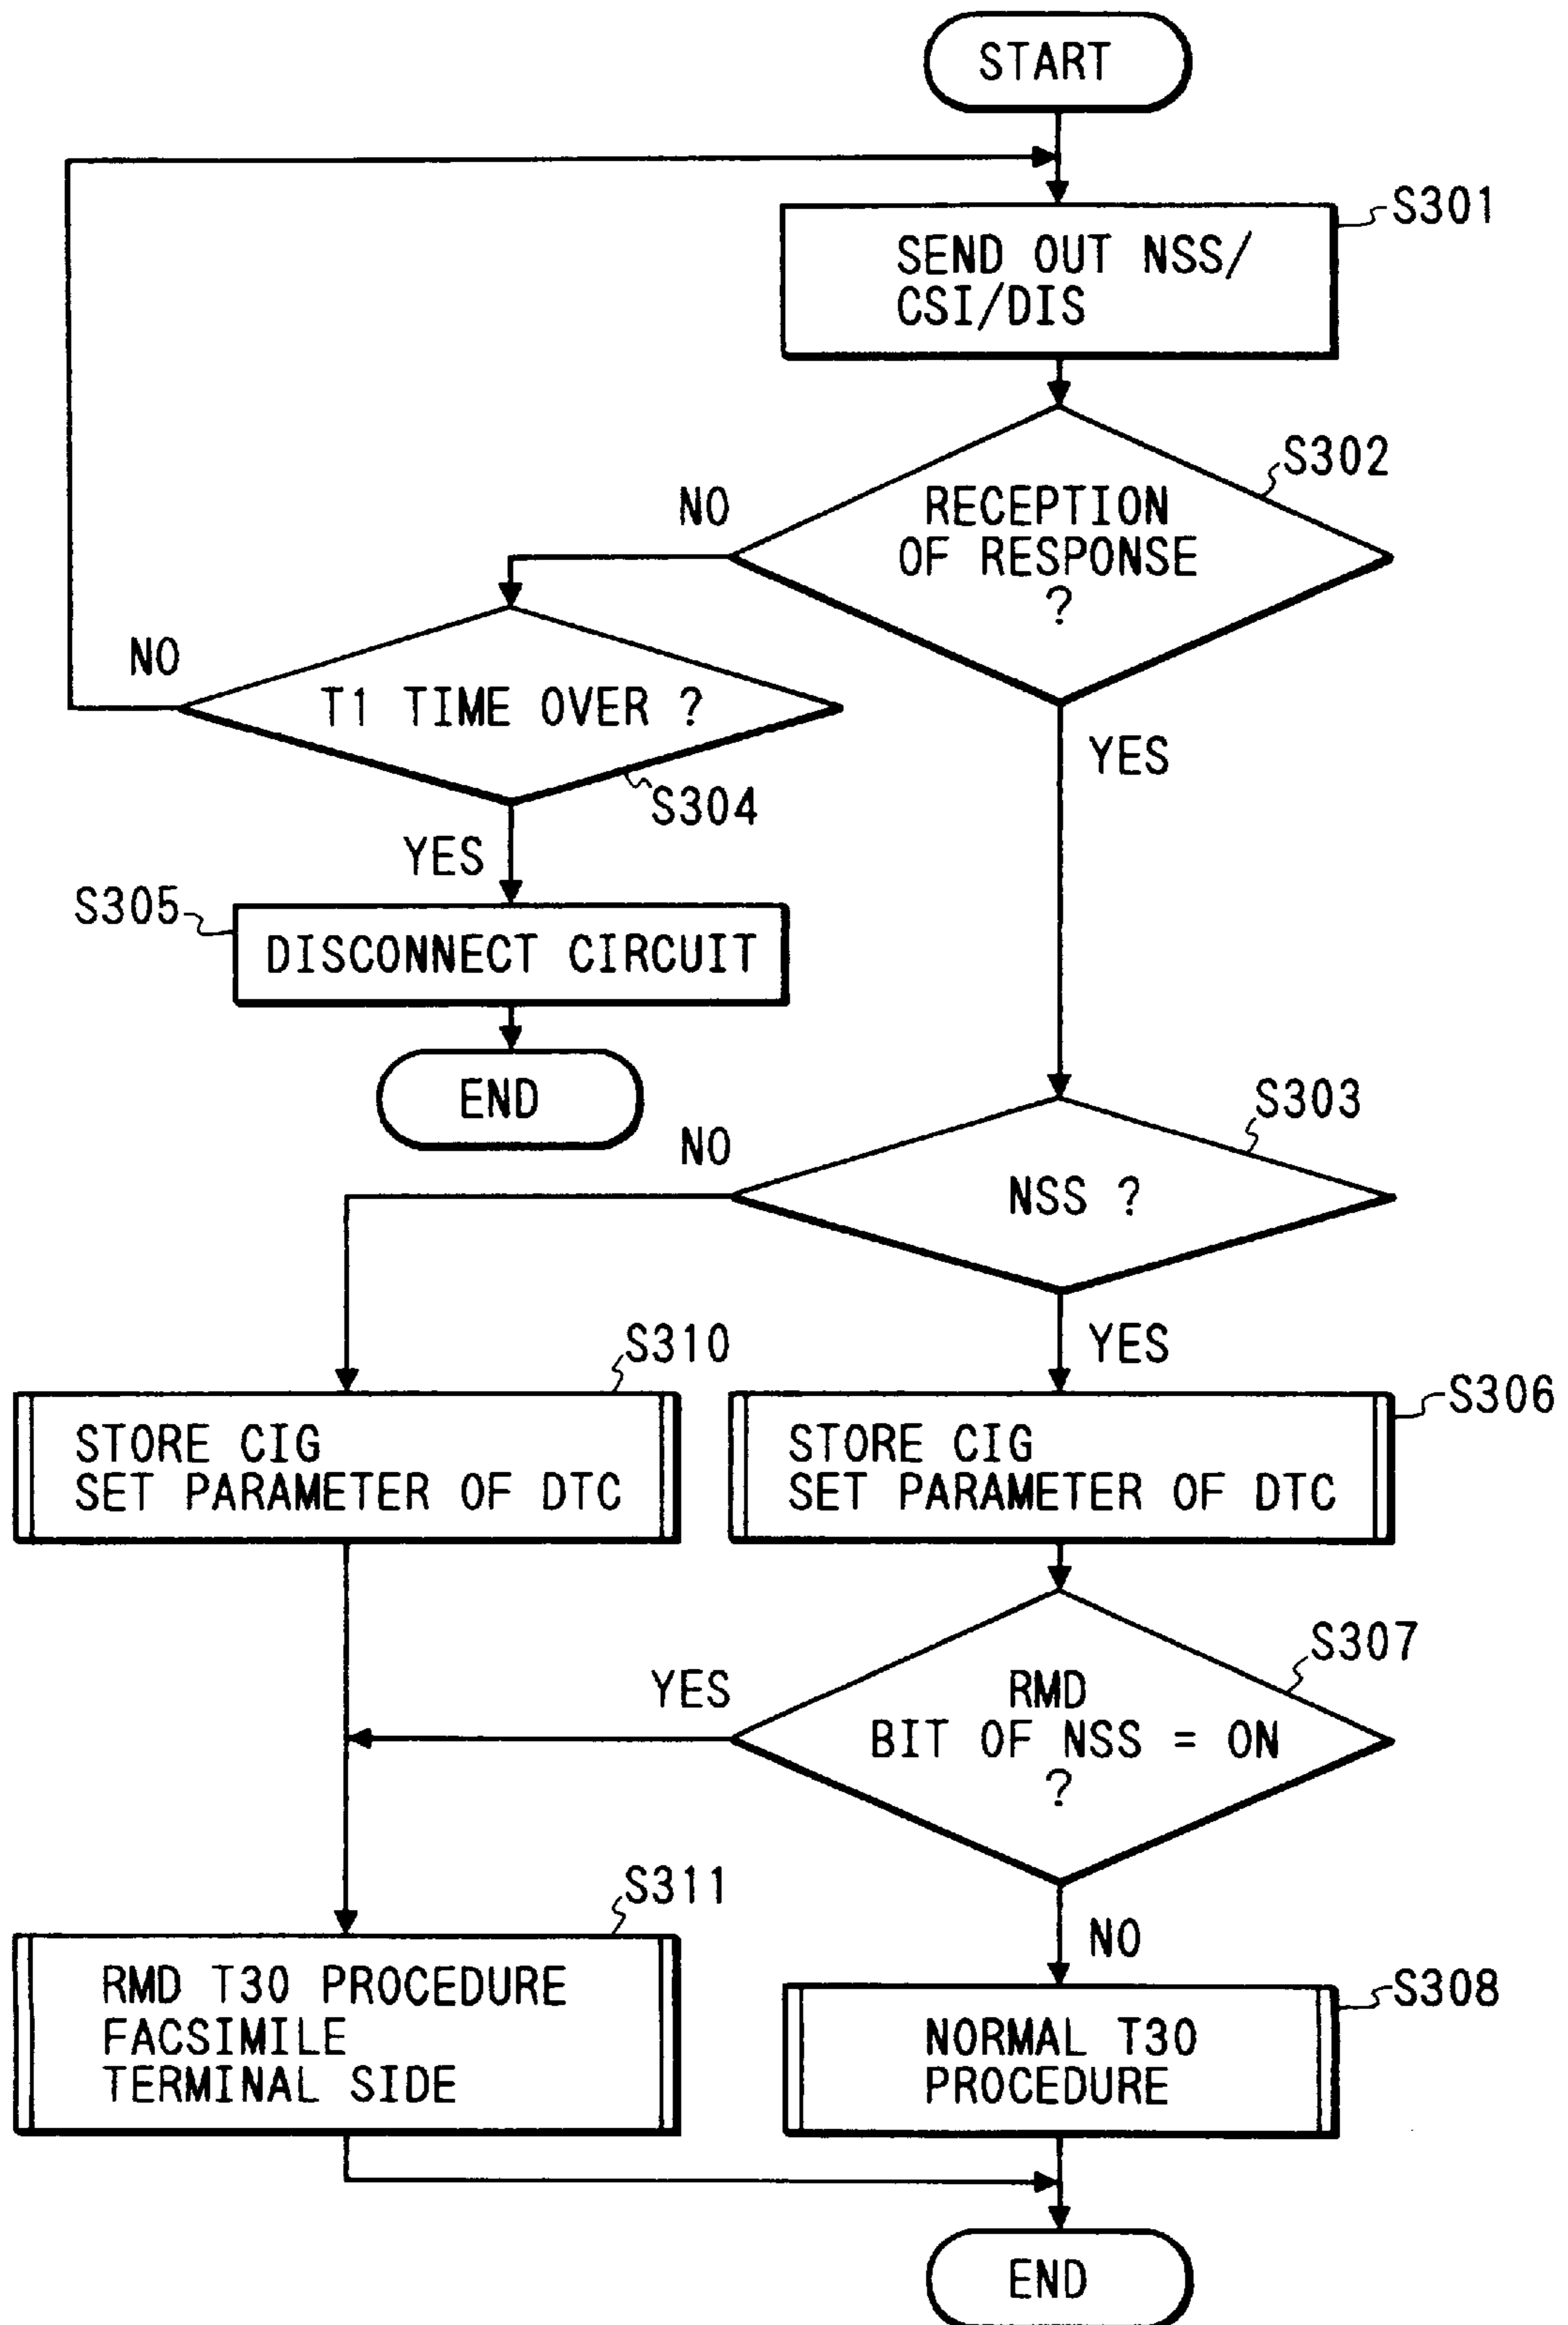 START
S301
SEND OUT NSS/
CSI/DIS
S302
NO
RECEPTION
OF RESPONSE
?
NO
T1 TIME OVER ?
YES
S304
YES
S305
DISCONNECT CIRCUIT
END
S303
NO
NSS ?
YES
S310
S306
STORE CIG
SET PARAMETER OF DTC
STORE CIG
SET PARAMETER OF DTC
S307
YES
RMD
BIT OF NSS = ON
?
S311
NO
RMD T30 PROCEDURE
FACSIMILE
TERMINAL SIDE
S308
NORMAL T30
PROCEDURE
END